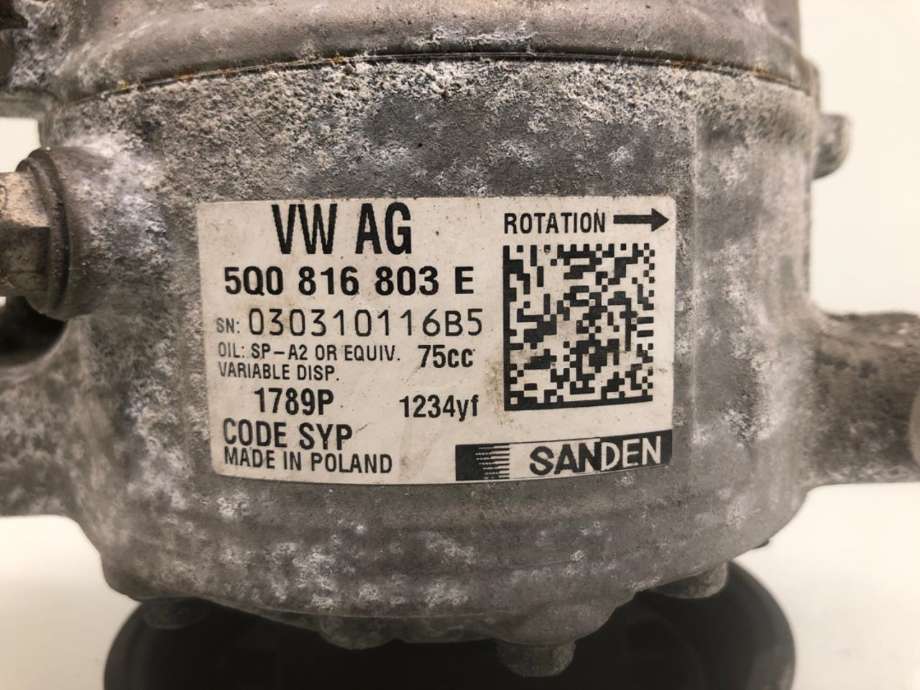 VW AG
ROTATION
5Q0 816 803 E
SN: 030310116B5
OIL: SP-A2 OR EQUIV. 75cc
VARIABLE DISP.
1789P 1234yf
CODE SYP
MADE IN POLAND
SANDEN